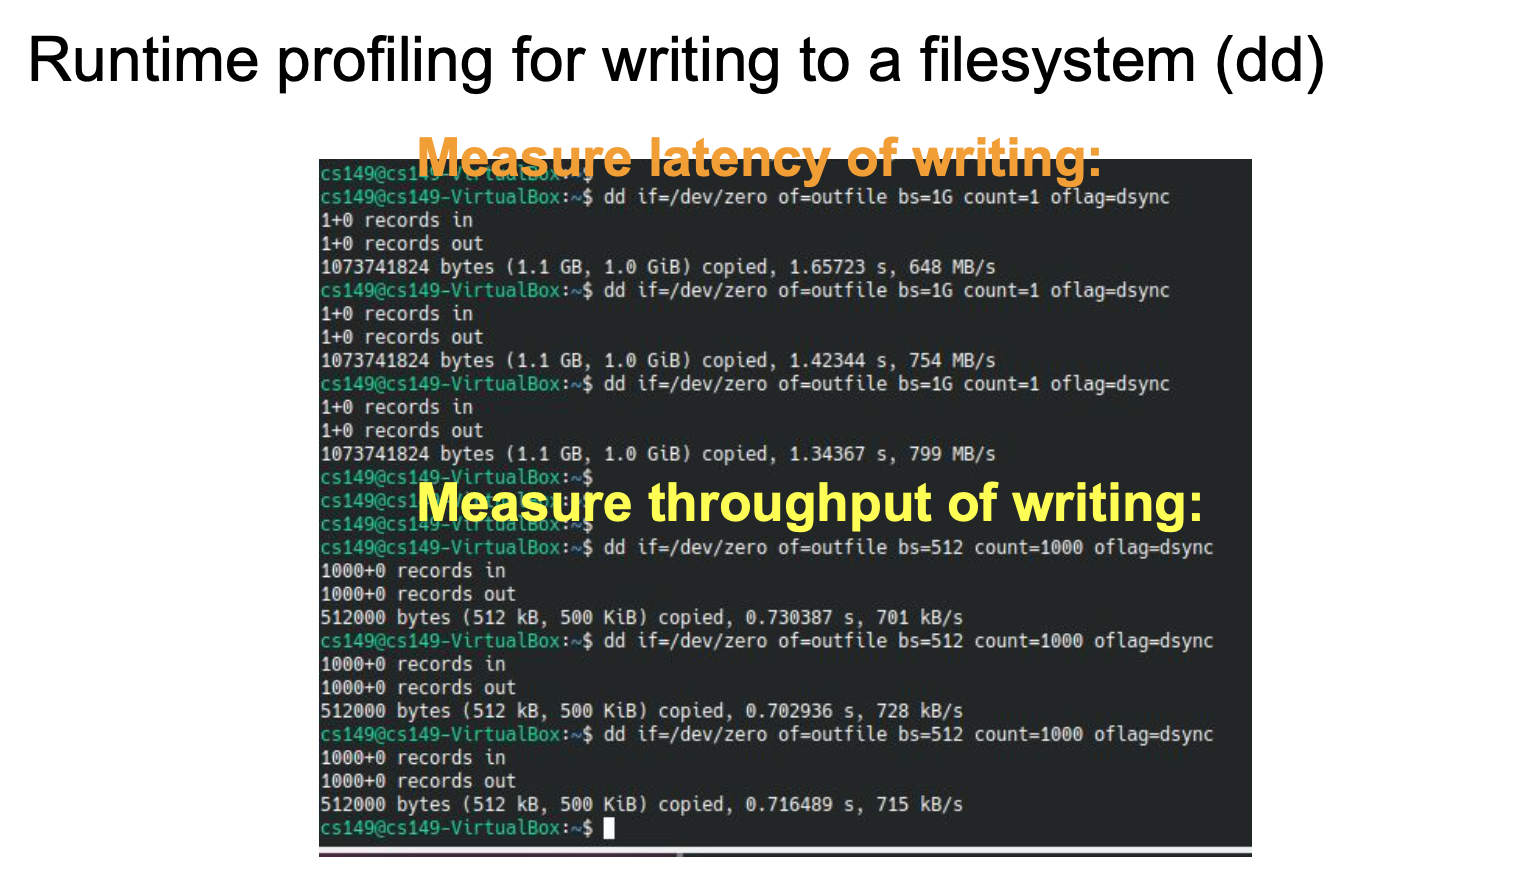 Runtime profiling for writing to a filesystem (dd)
Measure latency of writing:
cs149@cs149-VirtualBox:~$
cs149@cs149-VirtualBox:~$ dd if=/dev/zero of=outfile bs=1G count=1 oflag=dsync
1+0 records in
1+0 records out
1073741824 bytes (1.1 GB, 1.0 GiB) copied, 1.65723 s, 648 MB/s
cs149@cs149-VirtualBox:~$ dd if=/dev/zero of=outfile bs=1G count=1 oflag=dsync
1+0 records in
1+0 records out
1073741824 bytes (1.1 GB, 1.0 GiB) copied, 1.42344 s, 754 MB/s
cs149@cs149-VirtualBox:~$ dd if=/dev/zero of=outfile bs=1G count=1 oflag=dsync
1+0 records in
1+0 records out
1073741824 bytes (1.1 GB, 1.0 GiB) copied, 1.34367 s, 799 MB/s
cs149@cs149-VirtualBox:~$
cs149@cs149-VirtualBox:~$
Measure throughput of writing:
cs149@cs149-VirtualBox:~$
cs149@cs149-VirtualBox:~$ dd if=/dev/zero of=outfile bs=512 count=1000 oflag=dsync
1000+0 records in
1000+0 records out
512000 bytes (512 kB, 500 KiB) copied, 0.730387 s, 701 kB/s
cs149@cs149-VirtualBox:~$ dd if=/dev/zero of=outfile bs=512 count=1000 oflag=dsync
1000+0 records in
1000+0 records out
512000 bytes (512 kB, 500 KiB) copied, 0.702936 s, 728 kB/s
cs149@cs149-VirtualBox:~$ dd if=/dev/zero of=outfile bs=512 count=1000 oflag=dsync
1000+0 records in
1000+0 records out
512000 bytes (512 kB, 500 KiB) copied, 0.716489 s, 715 kB/s
cs149@cs149-VirtualBox:~$